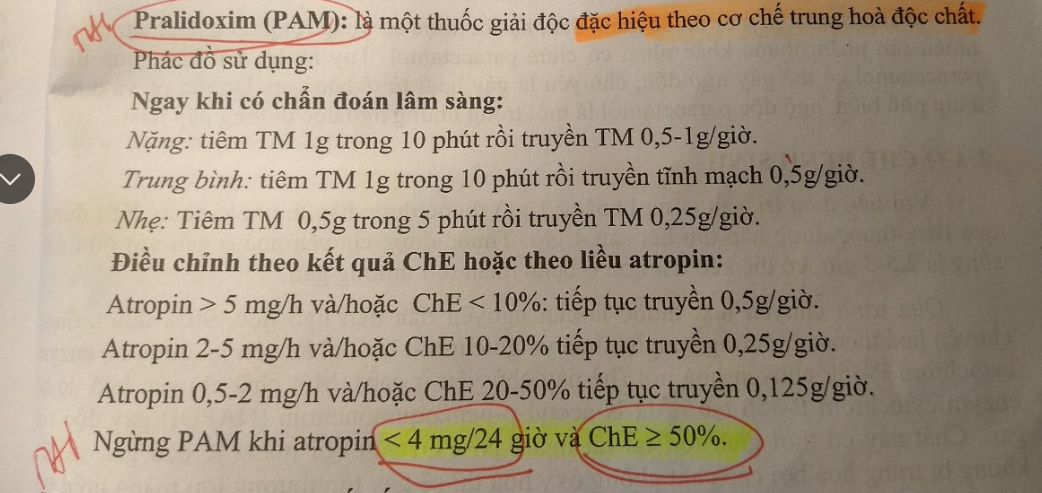 Pralidoxim (PAM): là một thuốc giải độc đặc hiệu theo cơ chế trung hoà độc chất.
Phác đồ sử dụng:
Ngay khi có chẩn đoán lâm sàng:
Nặng: tiêm TM 1g trong 10 phút rồi truyền TM 0,5-1g/giờ.
Trung bình: tiêm TM 1g trong 10 phút rồi truyền tĩnh mạch 0,5g/giờ.
Nhẹ: Tiêm TM 0,5g trong 5 phút rồi truyền TM 0,25g/giờ.
Điều chỉnh theo kết quả ChE hoặc theo liều atropin:
Atropin > 5 mg/h và/hoặc ChE < 10%: tiếp tục truyền 0,5g/giờ.
Atropin 2-5 mg/h và/hoặc ChE 10-20% tiếp tục truyền 0,25g/giờ.
Atropin 0,5-2 mg/h và/hoặc ChE 20-50% tiếp tục truyền 0,125g/giờ.
Ngừng PAM khi atropin < 4 mg/24 giờ và ChE ≥ 50%.